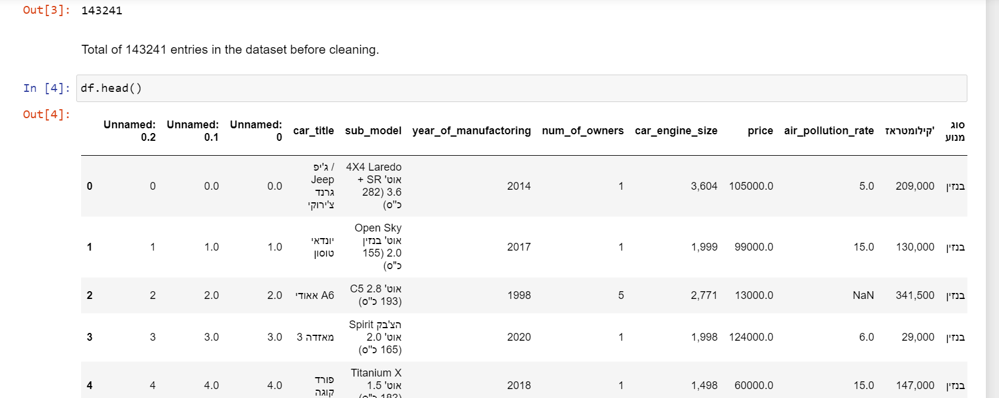 Out[3]: 143241
Total of 143241 entries in the dataset before cleaning.
In [4]: df.head()
Out[4]:
Unnamed: 0.2 Unnamed: 0.1 Unnamed: 0 car_title sub_model year_of_manufactoring num_of_owners car_engine_size price air_pollution_rate קילומטראז' סוג מנוע
0 0 0.0 0.0 ג'יפ / Jeep גרנד צ'ירוקי 4X4 Laredo + SR אוט' 3.6 (282 כ"ס) 2014 1 3,604 105000.0 5.0 209,000 בנזין
1 1 1.0 1.0 יונדאי טוסון Open Sky אוט' בנזין 2.0 (155 כ"ס) 2017 1 1,999 99000.0 15.0 130,000 בנזין
2 2 2.0 2.0 אאודי A6 C5 2.8 אוט' (193 כ"ס) 1998 5 2,771 13000.0 NaN 341,500 בנזין
3 3 3.0 3.0 מאזדה 3 הצ'בק Spirit אוט' 2.0 (165 כ"ס) 2020 1 1,998 124000.0 6.0 29,000 בנזין
4 4 4.0 4.0 פורד קוגה Titanium X אוט' 1.5 (182 כ"ס) 2018 1 1,498 60000.0 15.0 147,000 בנזין